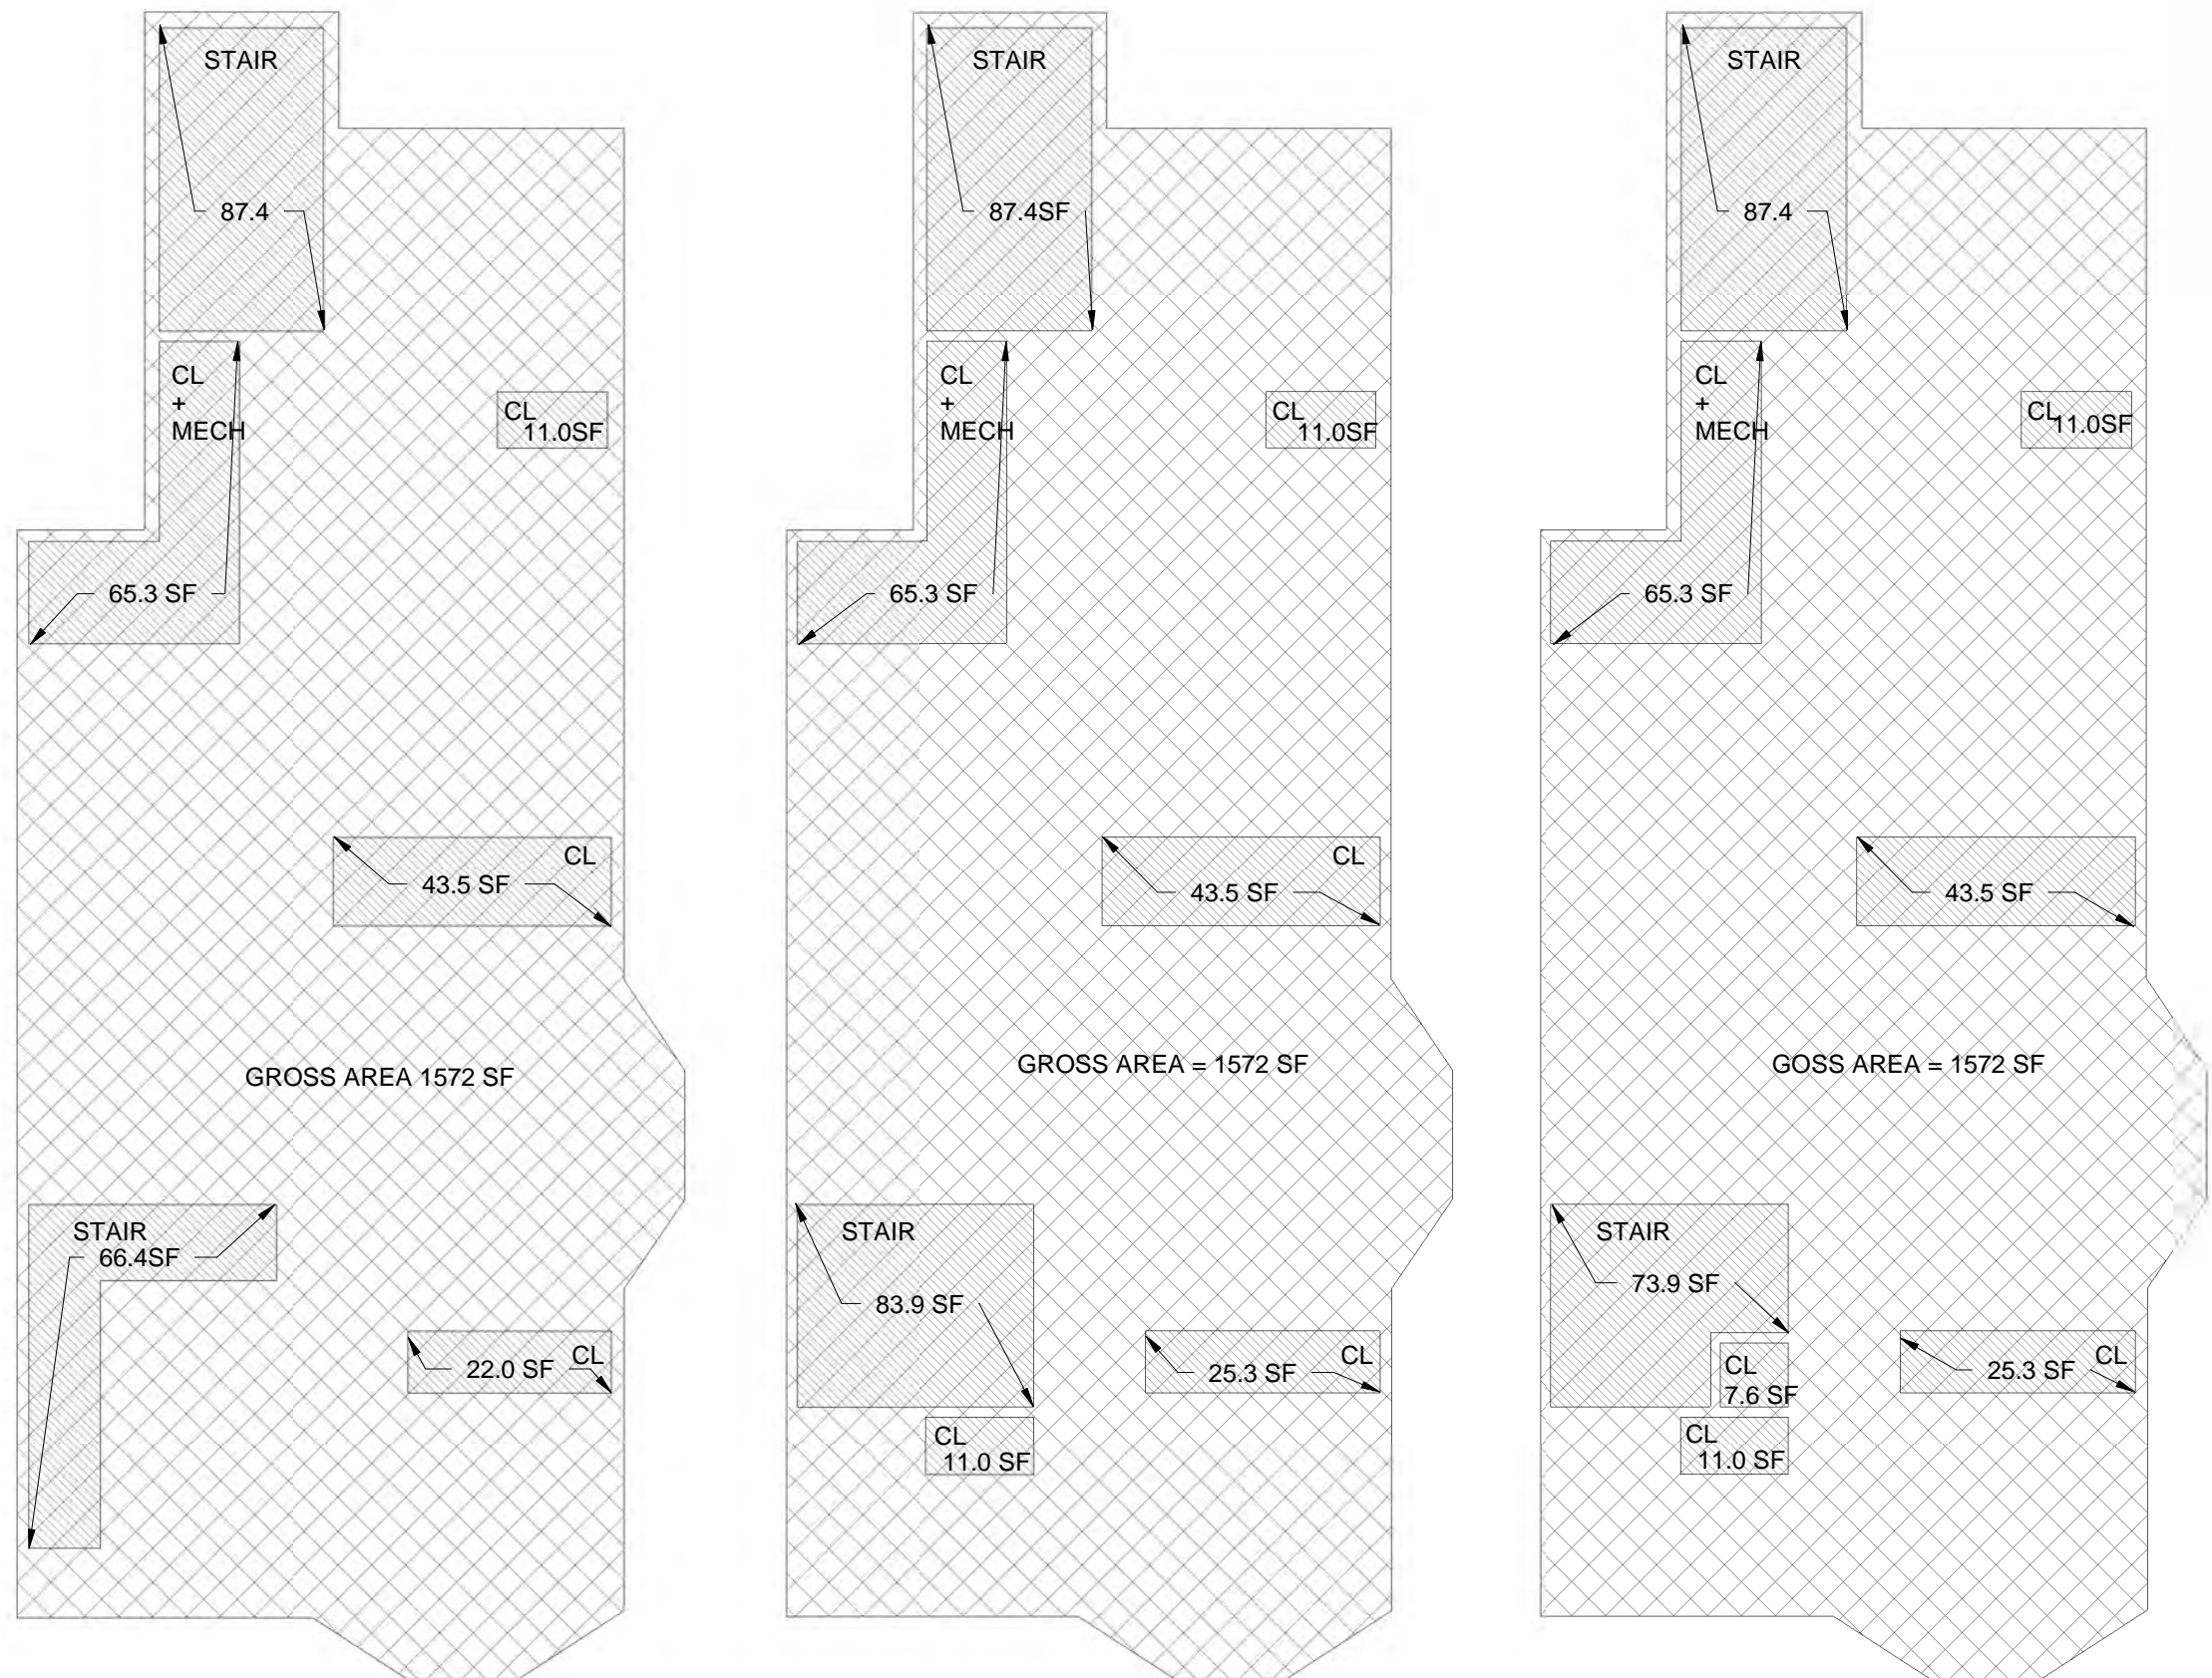 STAIR
87.4
CL
+
MECH
CL
11.0SF
65.3 SF
CL
43.5 SF
GROSS AREA 1572 SF
STAIR
66.4SF
CL
22.0 SF
STAIR
87.4SF
CL
+
MECH
CL
11.0SF
65.3 SF
CL
43.5 SF
GROSS AREA = 1572 SF
STAIR
83.9 SF
CL
25.3 SF
CL
11.0 SF
STAIR
87.4
CL
+
MECH
CL
11.0SF
65.3 SF
43.5 SF
GOSS AREA = 1572 SF
STAIR
73.9 SF
CL
7.6 SF
CL
25.3 SF
CL
11.0 SF